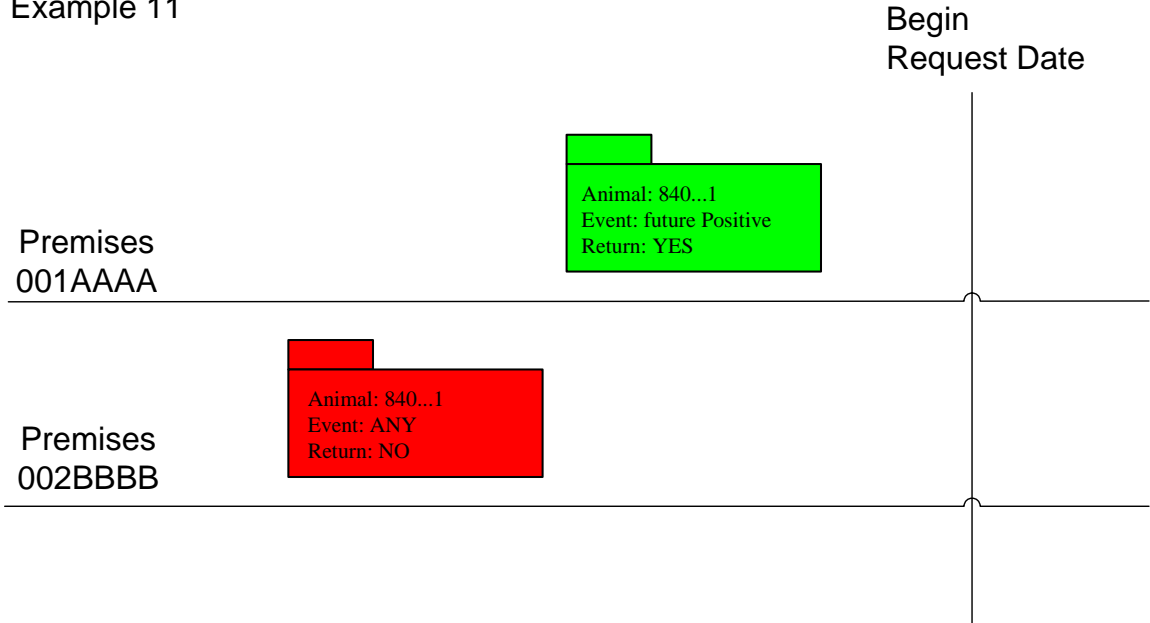 Example 11
Begin
Request Date
Animal: 840...1
Event: future Positive
Return: YES
Premises
001AAAA
Animal: 840...1
Event: ANY
Return: NO
Premises
002BBBB